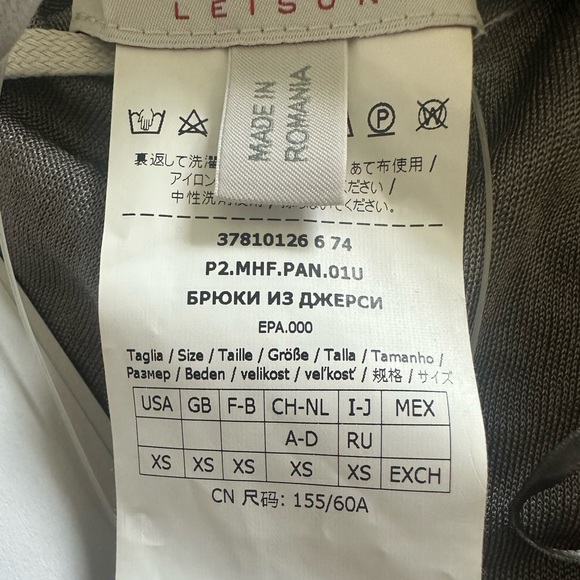 MADE IN
ROMANIA
裏返して洗濯 あて布使用 /
アイロン ください /
中性洗剤使用 ください。
37810126 6 74
P2.MHF.PAN.01U
БРЮКИ ИЗ ДЖЕРСИ
EPA.000
Taglia / Size / Taille / Größe / Talla / Tamanho /
Размер / Beden / velikost / veľkosť / 规格 / サイズ
USA GB F-B CH-NL I-J MEX
A-D RU
XS XS XS XS XS EXCH
CN 尺码: 155/60A